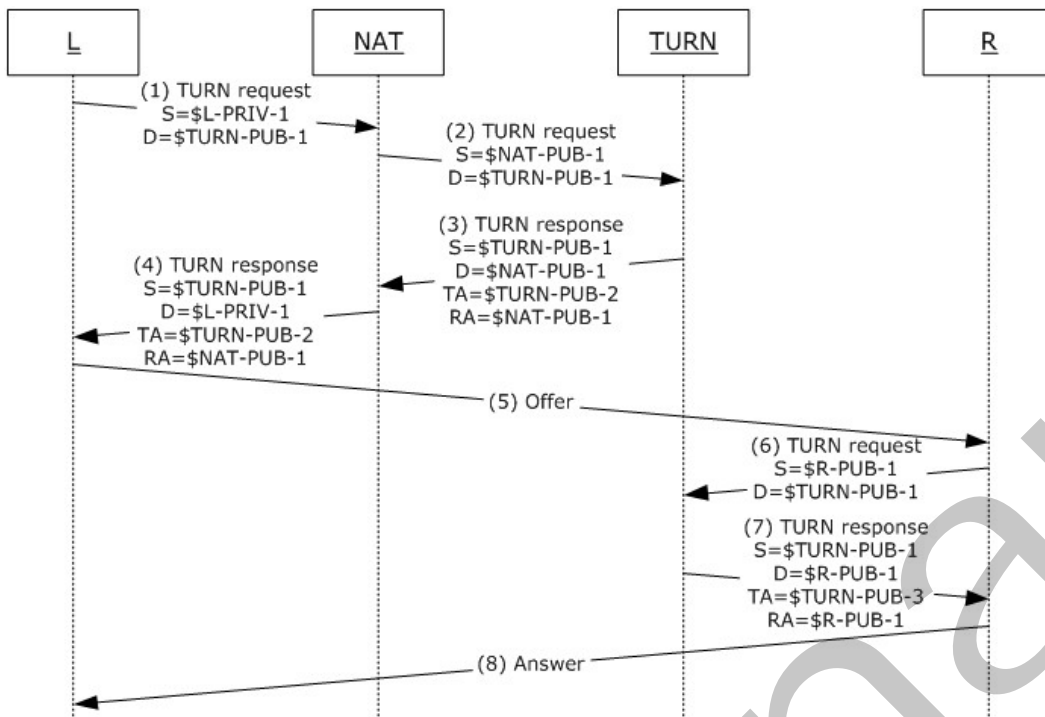 L
NAT
TURN
R
(1) TURN request
S=$L-PRIV-1
D=$TURN-PUB-1
(2) TURN request
S=$NAT-PUB-1
D=$TURN-PUB-1
(3) TURN response
S=$TURN-PUB-1
D=$NAT-PUB-1
TA=$TURN-PUB-2
RA=$NAT-PUB-1
(4) TURN response
S=$TURN-PUB-1
D=$L-PRIV-1
TA=$TURN-PUB-2
RA=$NAT-PUB-1
(5) Offer
(6) TURN request
S=$R-PUB-1
D=$TURN-PUB-1
(7) TURN response
S=$TURN-PUB-1
D=$R-PUB-1
TA=$TURN-PUB-3
RA=$R-PUB-1
(8) Answer